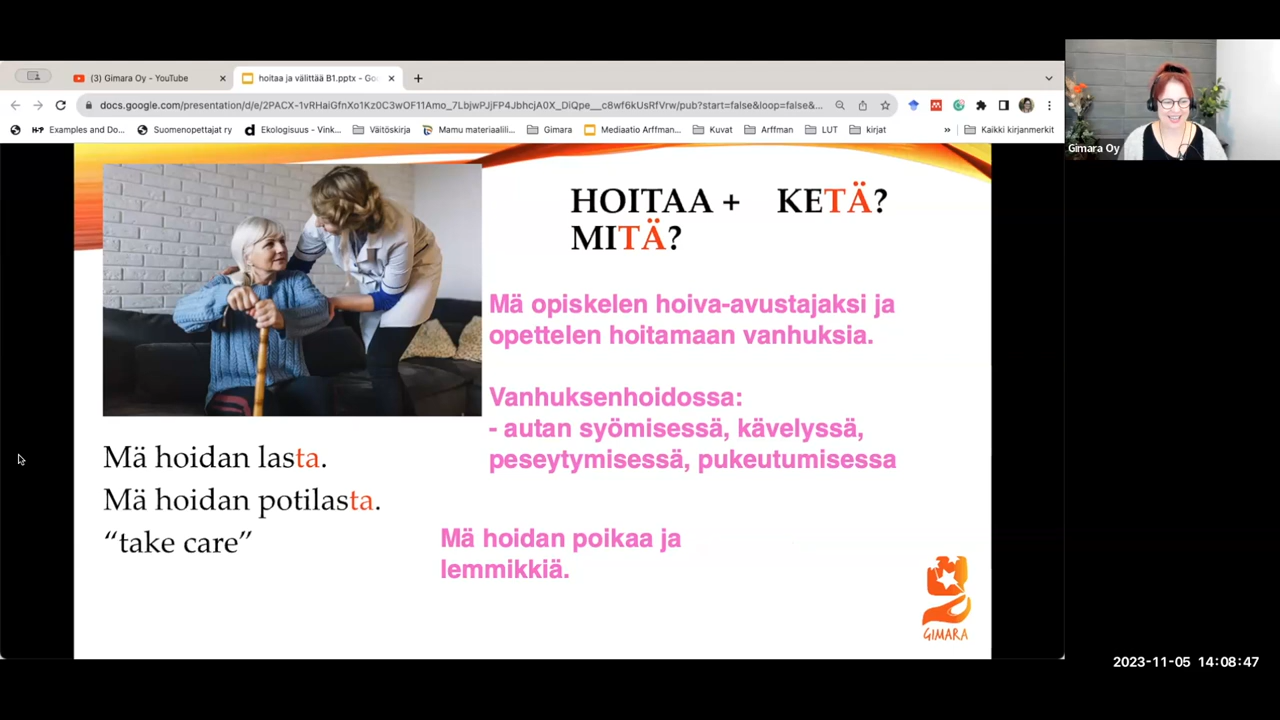 (3) Gimara Oy - YouTube
hoitaa ja välittää B1.pptx - Go
docs.google.com/presentation/d/e/2PACX-1vRHaiGfnXo1Kz0C3wOF11Amo_7LbjwPJjFP4JbhcjA0X_DiQpe__c8wf6kUsRfVrw/pub?start=false&loop=false&...
Examples and Do... Suomenopettajat ry Ekologisuus - Vink... Väitöskirja Mamu materiaalili... Gimara Mediaatio Arffman... Kuvat Arffman LUT kirjat » Kaikki kirjanmerkit
Gimara Oy
HOITAA + KETÄ?
MITÄ?
Mä opiskelen hoiva-avustajaksi ja
opettelen hoitamaan vanhuksia.
Vanhuksenhoidossa:
- autan syömisessä, kävelyssä,
peseytymisessä, pukeutumisessa
Mä hoidan lasta.
Mä hoidan potilasta.
“take care”
Mä hoidan poikaa ja
lemmikkiä.
GIMARA
2023-11-05 14:08:47